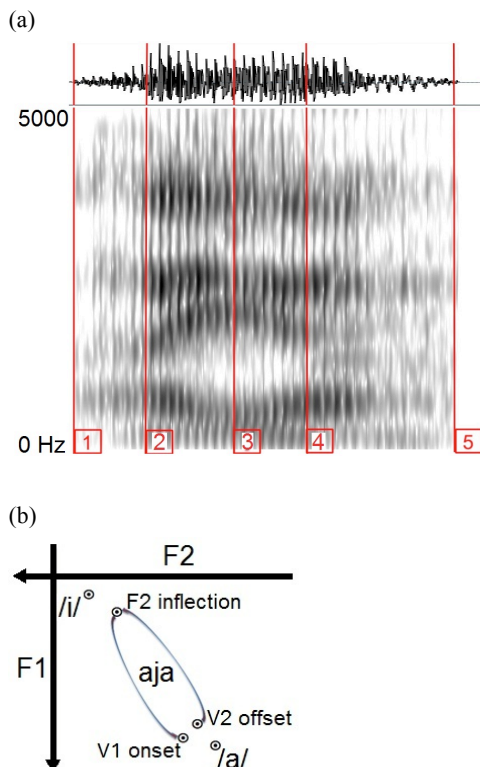 (a)
5000
0 Hz
1 2 3 4 5
(b)
F2
/i/ F2 inflection
F1
aja
V2 offset
V1 onset /a/